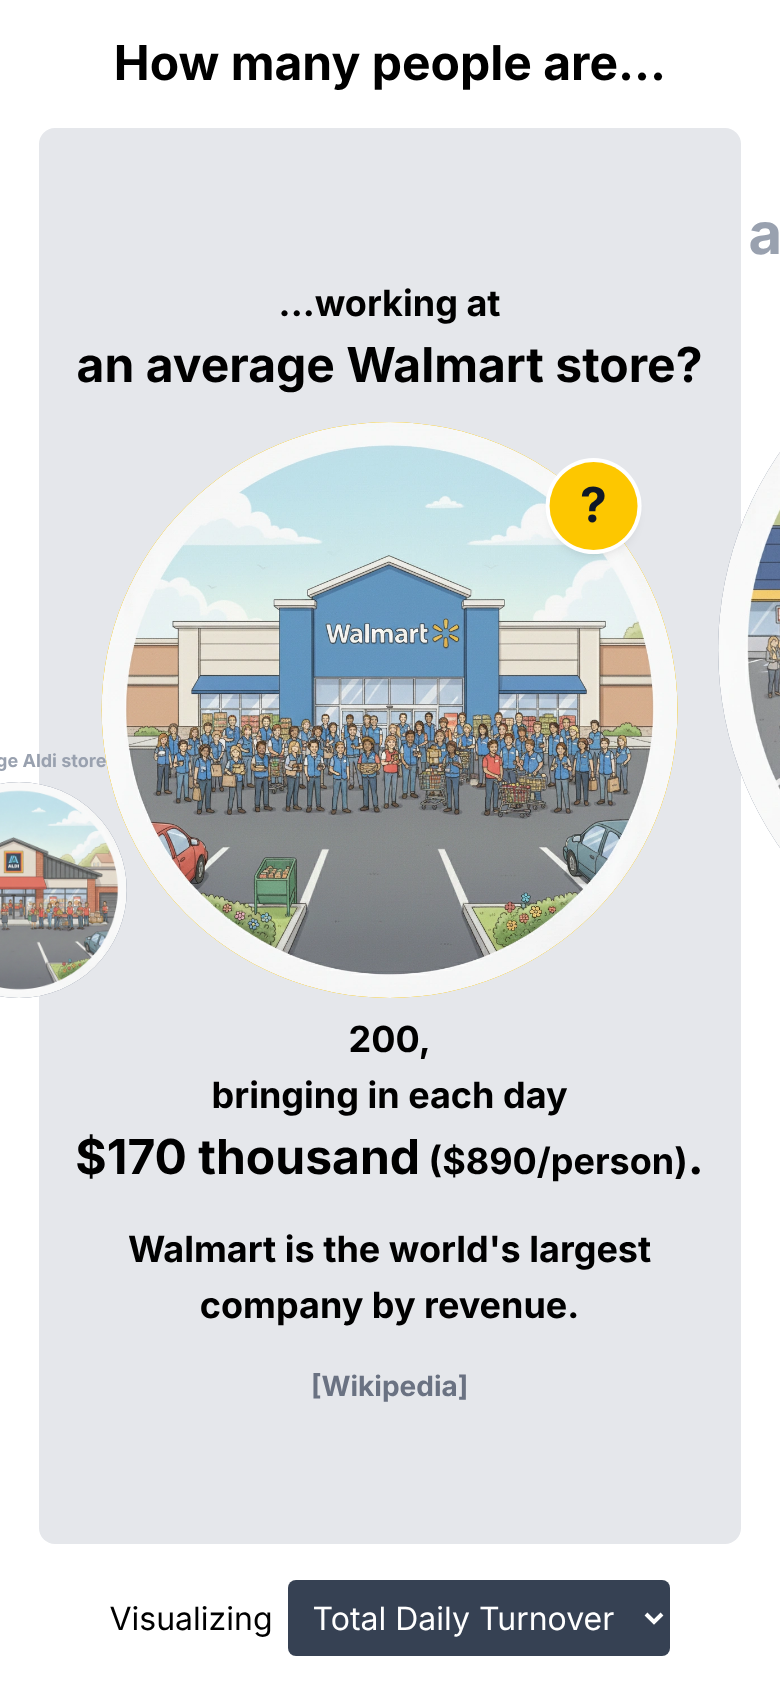 How many people are...
a
...working at
an average Walmart store?
?
Walmart
ge Aldi store
ALDI
200,
bringing in each day
$170 thousand ($890/person).
Walmart is the world's largest
company by revenue.
[Wikipedia]
Visualizing Total Daily Turnover